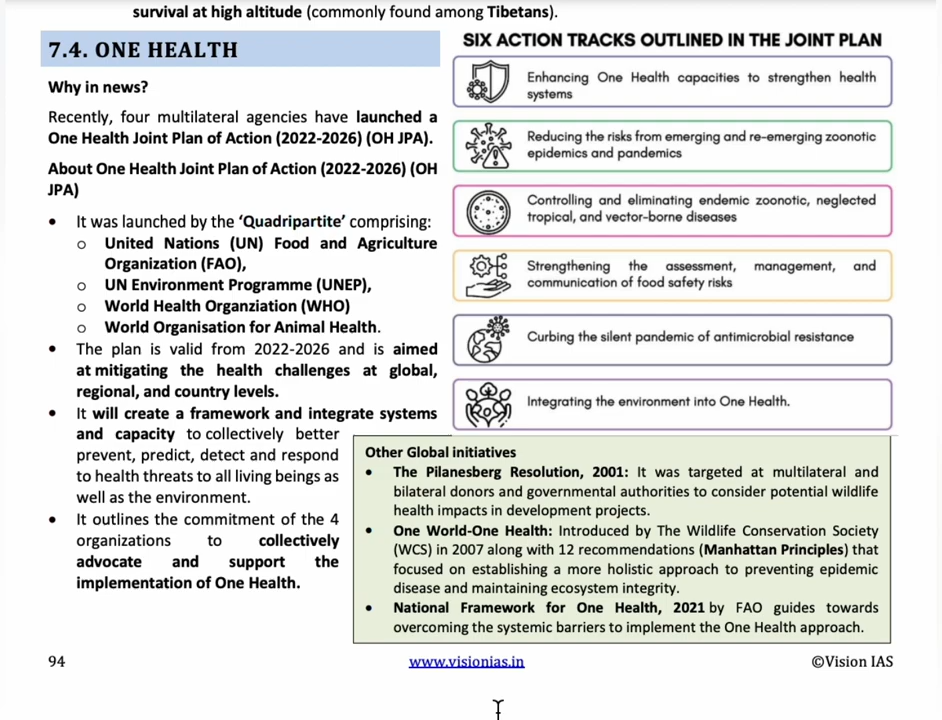 survival at high altitude (commonly found among Tibetans).
7.4. ONE HEALTH
Why in news?
Recently, four multilateral agencies have launched a
One Health Joint Plan of Action (2022-2026) (OH JPA).
About One Health Joint Plan of Action (2022-2026) (OH
JPA)
• It was launched by the ‘Quadripartite’ comprising:
o United Nations (UN) Food and Agriculture
Organization (FAO),
o UN Environment Programme (UNEP),
o World Health Organziation (WHO)
o World Organisation for Animal Health.
• The plan is valid from 2022-2026 and is aimed
at mitigating the health challenges at global,
regional, and country levels.
• It will create a framework and integrate systems
and capacity to collectively better
prevent, predict, detect and respond
to health threats to all living beings as
well as the environment.
• It outlines the commitment of the 4
organizations to collectively
advocate and support the
implementation of One Health.
SIX ACTION TRACKS OUTLINED IN THE JOINT PLAN
Enhancing One Health capacities to strengthen health
systems
Reducing the risks from emerging and re-emerging zoonotic
epidemics and pandemics
Controlling and eliminating endemic zoonotic, neglected
tropical, and vector-borne diseases
Strengthening the assessment, management, and
communication of food safety risks
Curbing the silent pandemic of antimicrobial resistance
Integrating the environment into One Health.
Other Global initiatives
• The Pilanesberg Resolution, 2001: It was targeted at multilateral and
bilateral donors and governmental authorities to consider potential wildlife
health impacts in development projects.
• One World-One Health: Introduced by The Wildlife Conservation Society
(WCS) in 2007 along with 12 recommendations (Manhattan Principles) that
focused on establishing a more holistic approach to preventing epidemic
disease and maintaining ecosystem integrity.
• National Framework for One Health, 2021 by FAO guides towards
overcoming the systemic barriers to implement the One Health approach.
94
www.visionias.in
©Vision IAS